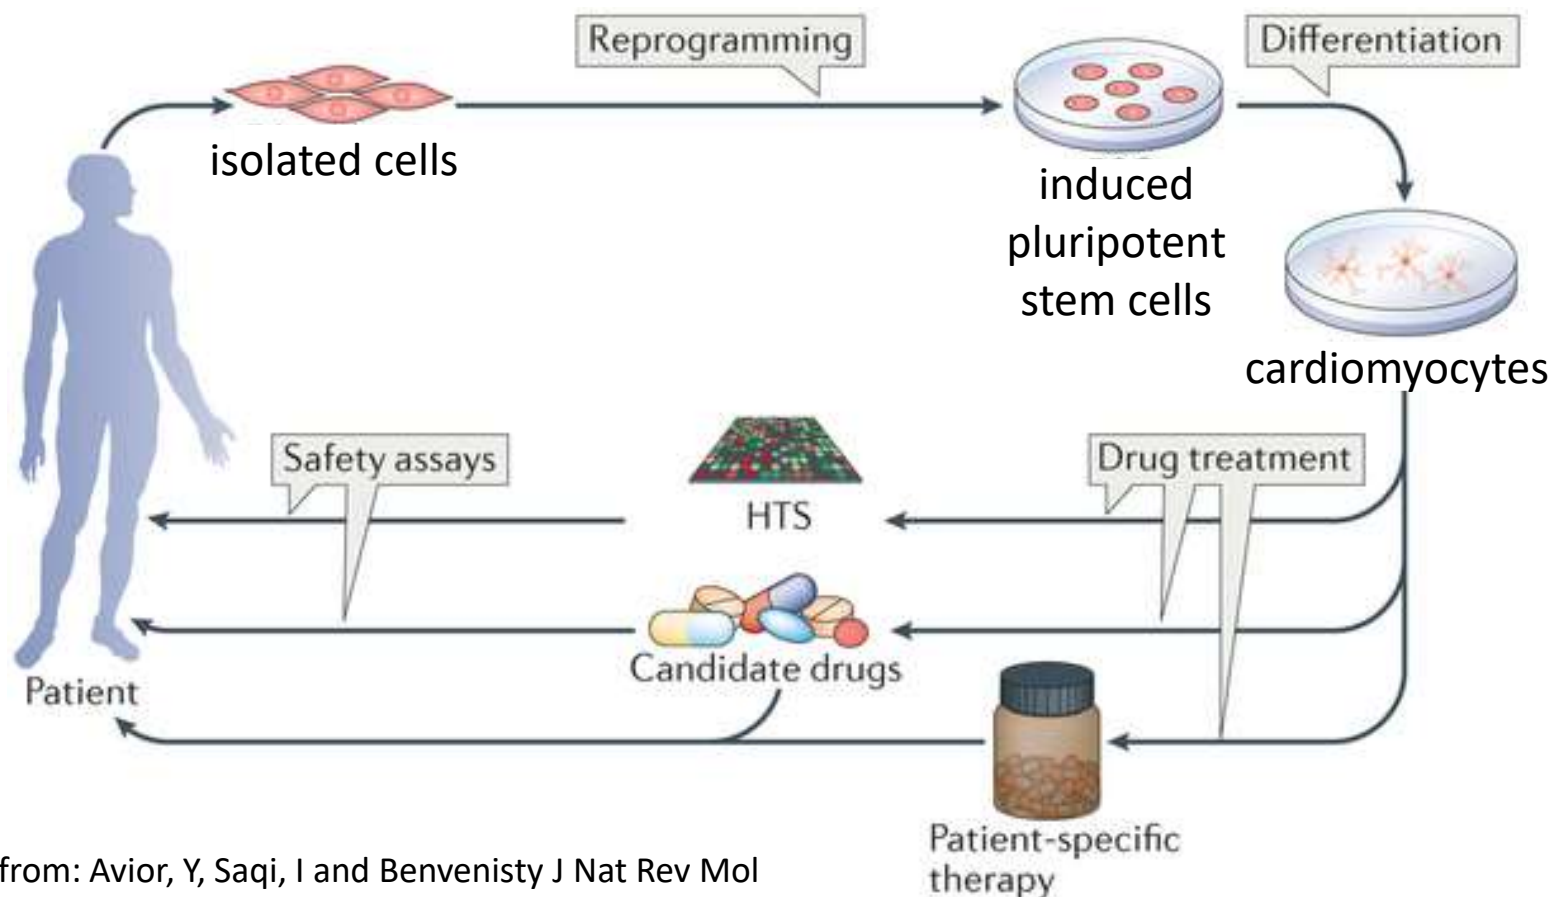 Reprogramming
Differentiation
isolated cells
induced
pluripotent
stem cells
cardiomyocytes
Safety assays
Drug treatment
HTS
Candidate drugs
Patient
Patient-specific
therapy
from: Avior, Y, Saqi, I and Benvenisty J Nat Rev Mol